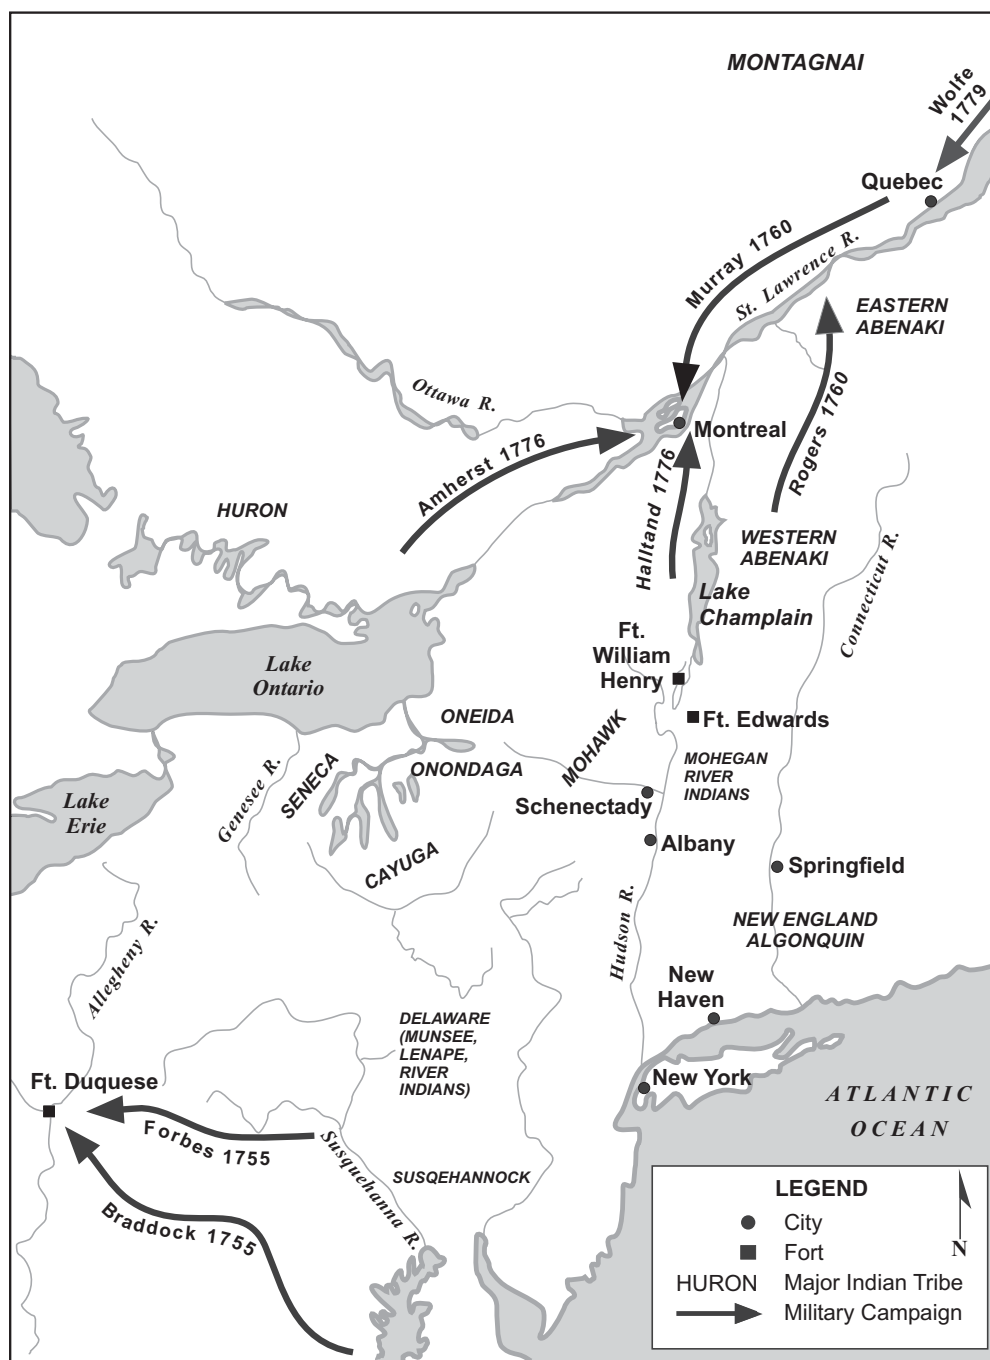 MONTAGNAI
Wolfe
1779
Quebec
Murray 1760
St. Lawrence R.
EASTERN
ABENAKI
Ottawa R.
Rogers 1760
Montreal
Amherst 1776
Halltand 1776
HURON
WESTERN
ABENAKI
Connecticut R.
Lake
Champlain
Ft.
William
Henry
Lake
Ontario
ONEIDA
Ft. Edwards
MOHAWK
ONONDAGA
SENECA
Genesee R.
MOHEGAN
RIVER
INDIANS
Lake
Erie
Schenectady
Albany
CAYUGA
Springfield
Allegheny R.
Hudson R.
NEW ENGLAND
ALGONQUIN
New
Haven
DELAWARE
(MUNSEE,
LENAPE,
RIVER
INDIANS)
Ft. Duquese
New York
ATLANTIC
OCEAN
Forbes 1755
Susquehanna R.
SUSQEHANNOCK
Braddock 1755
LEGEND
City
Fort
HURON Major Indian Tribe
Military Campaign
N